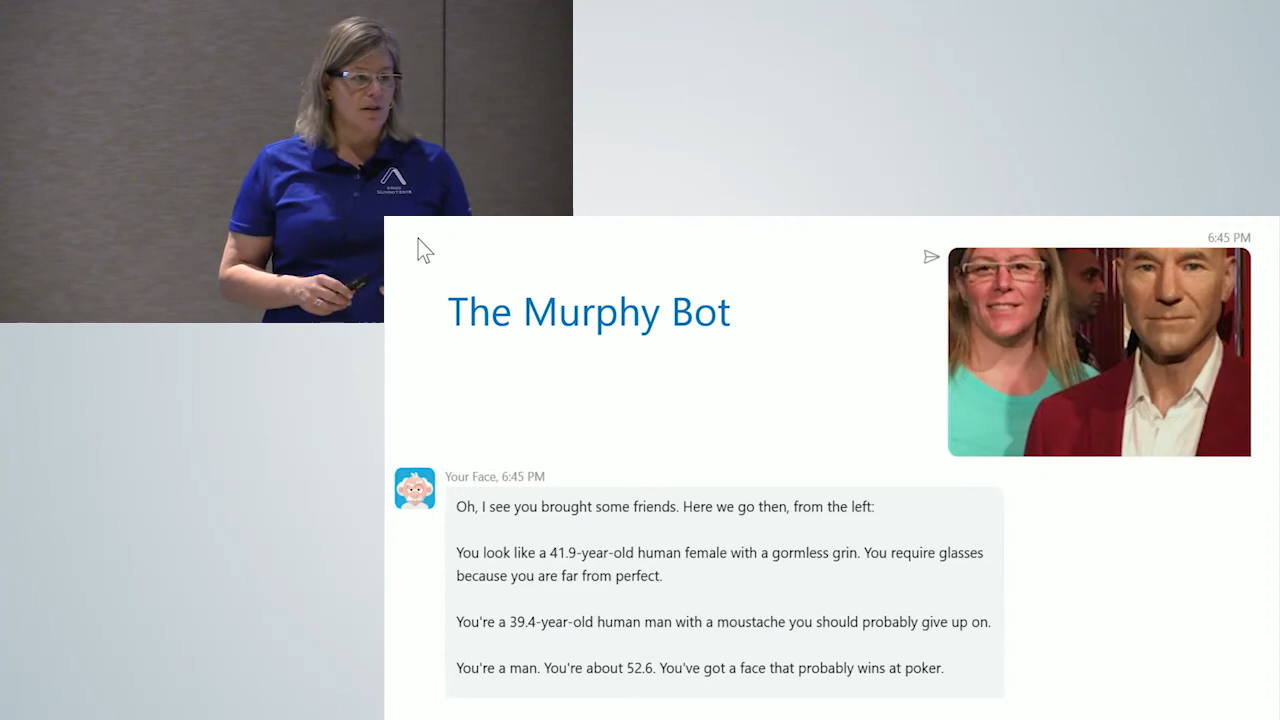 6:45 PM
The Murphy Bot
Your Face, 6:45 PM
Oh, I see you brought some friends. Here we go then, from the left:
You look like a 41.9-year-old human female with a gormless grin. You require glasses
because you are far from perfect.
You're a 39.4-year-old human man with a moustache you should probably give up on.
You're a man. You're about 52.6. You've got a face that probably wins at poker.